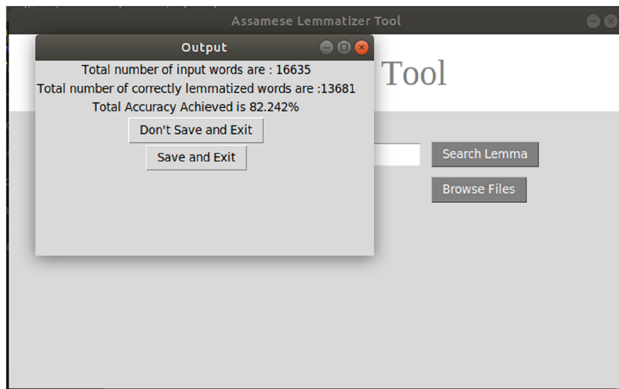 Assamese Lemmatizer Tool
Output
Tool
Total number of input words are : 16635
Total number of correctly lemmatized words are :13681
Total Accuracy Achieved is 82.242%
Don't Save and Exit
Save and Exit
Search Lemma
Browse Files